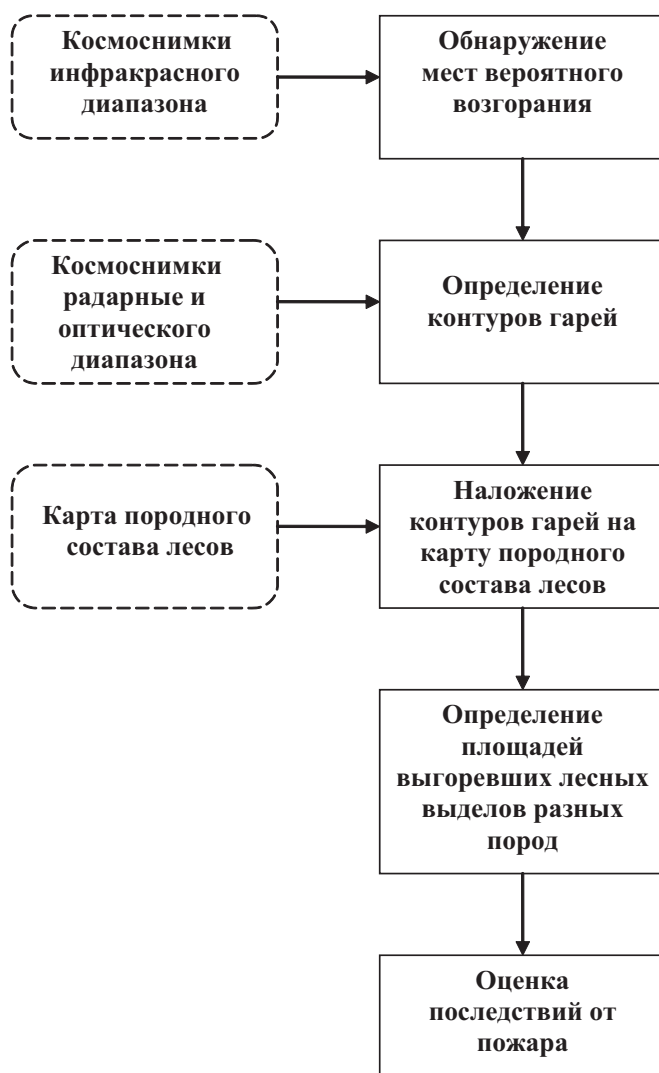 Космоснимки
инфракрасного
диапазона
Обнаружение
мест вероятного
возгорания
Космоснимки
радарные и
оптического
диапазона
Определение
контуров гарей
Карта породного
состава лесов
Наложение
контуров гарей на
карту породного
состава лесов
Определение
площадей
выгоревших лесных
выделов разных
пород
Оценка
последствий от
пожара